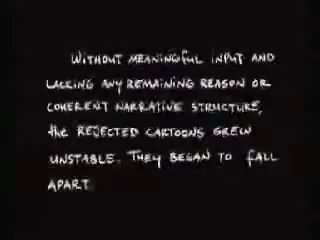 WITHOUT MEANINGFUL INPUT AND
LACKING ANY REMAINING REASON OR
COHERENT NARRATIVE STRUCTURE,
the REJECTED CARTOONS GREW
UNSTABLE. THEY BEGAN TO FALL
APART